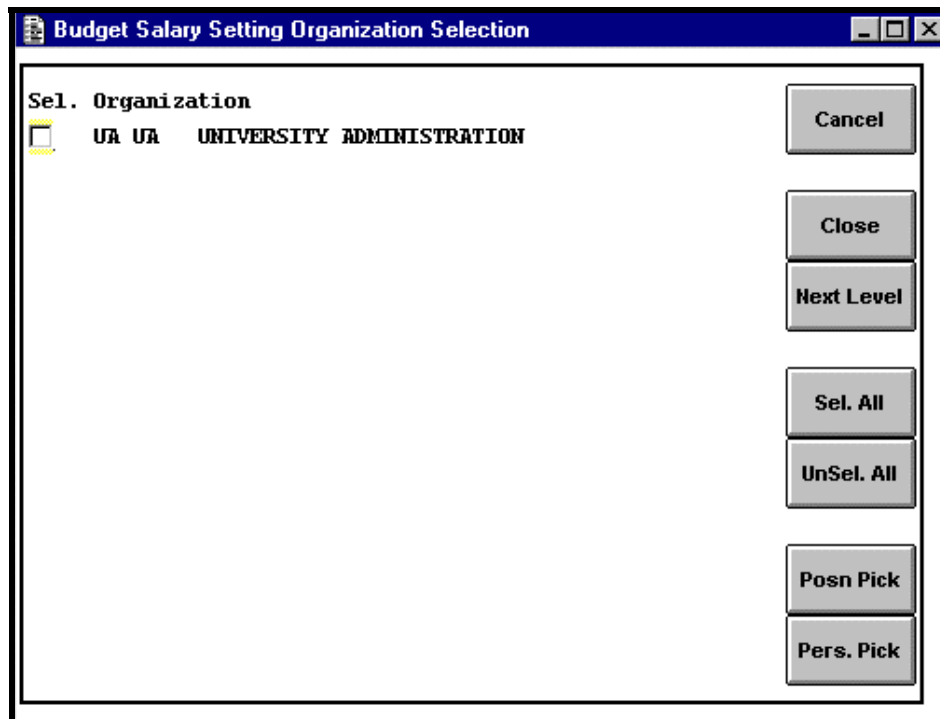 Budget Salary Setting Organization Selection
Sel. Organization
UA UA UNIVERSITY ADMINISTRATION
Cancel
Close
Next Level
Sel. All
UnSel. All
Posn Pick
Pers. Pick